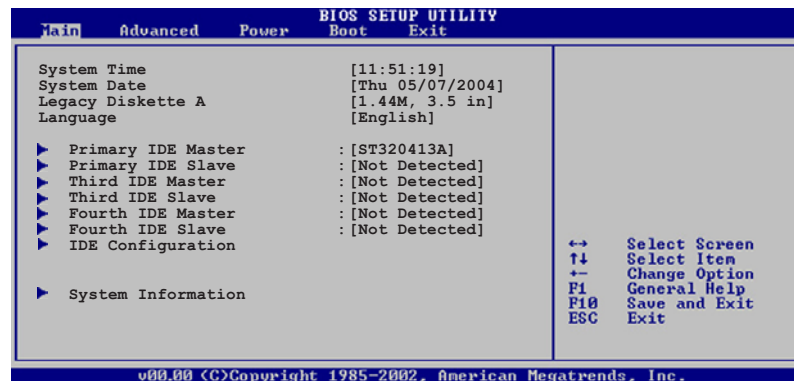 BIOS SETUP UTILITY
Main Advanced Power Boot Exit
System Time [11:51:19]
System Date [Thu 05/07/2004]
Legacy Diskette A [1.44M, 3.5 in]
Language [English]
Primary IDE Master :[ST320413A]
Primary IDE Slave :[Not Detected]
Third IDE Master :[Not Detected]
Third IDE Slave :[Not Detected]
Fourth IDE Master :[Not Detected]
Fourth IDE Slave :[Not Detected]
IDE Configuration
System Information
↔ Select Screen
↑↓ Select Item
+- Change Option
F1 General Help
F10 Save and Exit
ESC Exit
v00.00 (C)Copyright 1985-2002, American Megatrends, Inc.